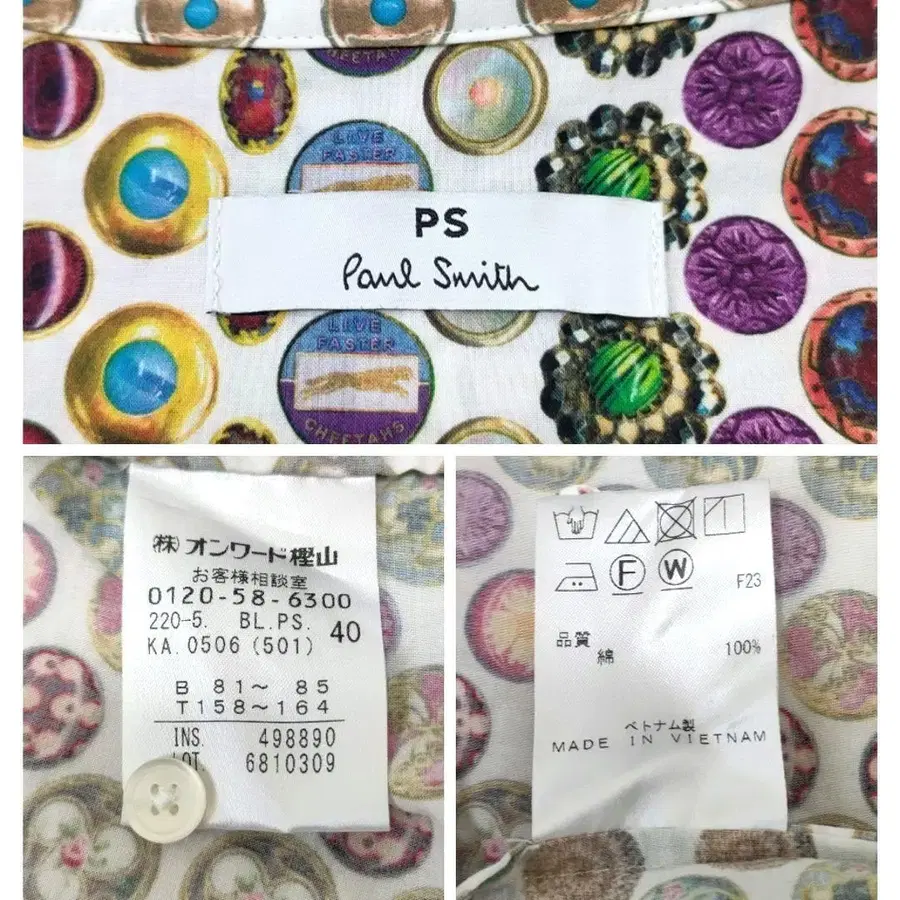 LIVE
FASTER
PS
Paul Smith
LIVE
FASTER
CHEETAHS
㈱オンワード樫山
お客様相談室
0120-58-6300
220-5. BL.PS. 40
KA.0506(501)
B 81〜 85
T158〜164
INS. 498890
LOT. 6810309
F W
F23
品質
綿 100%
ベトナム製
MADE IN VIETNAM